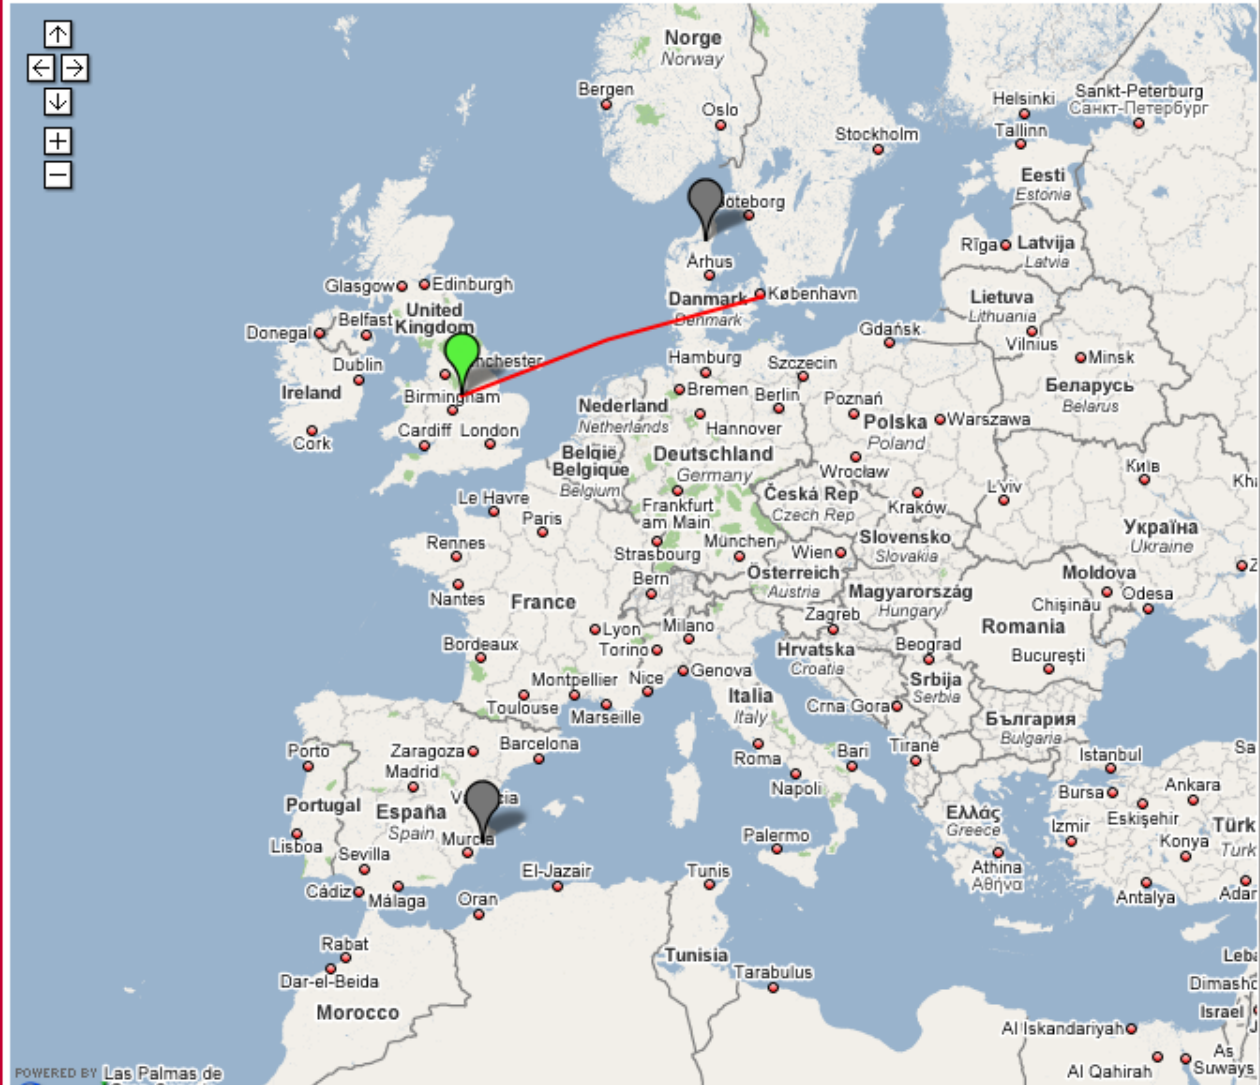 Norge
Norway
Bergen
Oslo
Helsinki
Sankt-Peterburg
Санкт-Петербург
Tallinn
Stockholm
Eesti
Estonia
Rīga
Latvija
Latvia
Århus
Danmark
Denmark
København
Glasgow
Edinburgh
United
Kingdom
Donegal
Belfast
Dublin
Ireland
Cork
Birmingham
Cardiff
London
Lietuva
Lithuania
Vilnius
Gdańsk
Minsk
Беларусь
Belarus
Hamburg
Szczecin
Bremen
Berlin
Hannover
Poznań
Polska
Poland
Warszawa
Nederland
Netherlands
België
Belgique
Belgium
Deutschland
Germany
Wrocław
Kraków
L'viv
Київ
Україна
Ukraine
Česká Rep
Czech Rep
Frankfurt
am Main
Le Havre
Paris
Rennes
Nantes
Strasbourg
München
Wien
Slovensko
Slovakia
Österreich
Austria
Magyarország
Hungary
Moldova
Chişinău
Odesa
Bern
France
Lyon
Milano
Torino
Zagreb
Hrvatska
Croatia
Beograd
Romania
Bucureşti
Bordeaux
Montpellier
Nice
Genova
Toulouse
Marseille
Italia
Italy
Srbija
Serbia
Crna Gora
България
Bulgaria
Porto
Zaragoza
Barcelona
Madrid
Portugal
España
Spain
Lisboa
Murcia
Sevilla
Cádiz
Málaga
Roma
Napoli
Bari
Tiranë
Istanbul
Bursa
Ankara
Eskişehir
Izmir
Konya
Türk
Turk
Ελλάς
Greece
Athina
Αθήνα
Antalya
Adar
Palermo
El-Jazair
Tunis
Oran
Rabat
Dar-el-Beida
Morocco
Tunisia
Tarabulus
Leba
Dimashq
Israel
Al Iskandariyah
Al Qahirah
As
Suways
POWERED BY
Las Palmas de